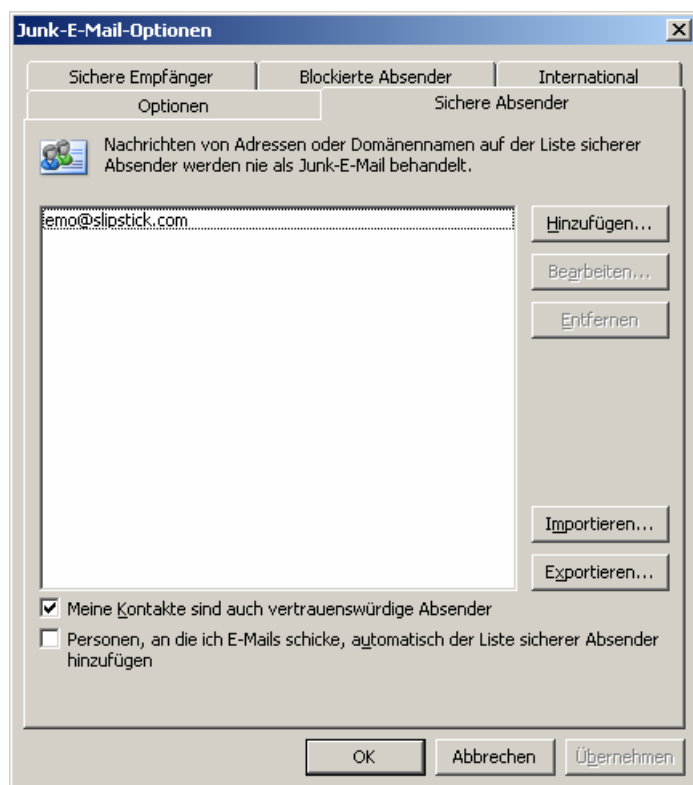 Junk-E-Mail-Optionen
Sichere Empfänger
Blockierte Absender
International
Optionen
Sichere Absender
Nachrichten von Adressen oder Domänennamen auf der Liste sicherer
Absender werden nie als Junk-E-Mail behandelt.
emo@slipstick.com
Hinzufügen...
Bearbeiten...
Entfernen
Importieren...
Exportieren...
Meine Kontakte sind auch vertrauenswürdige Absender
Personen, an die ich E-Mails schicke, automatisch der Liste sicherer Absender
hinzufügen
OK
Abbrechen
Übernehmen